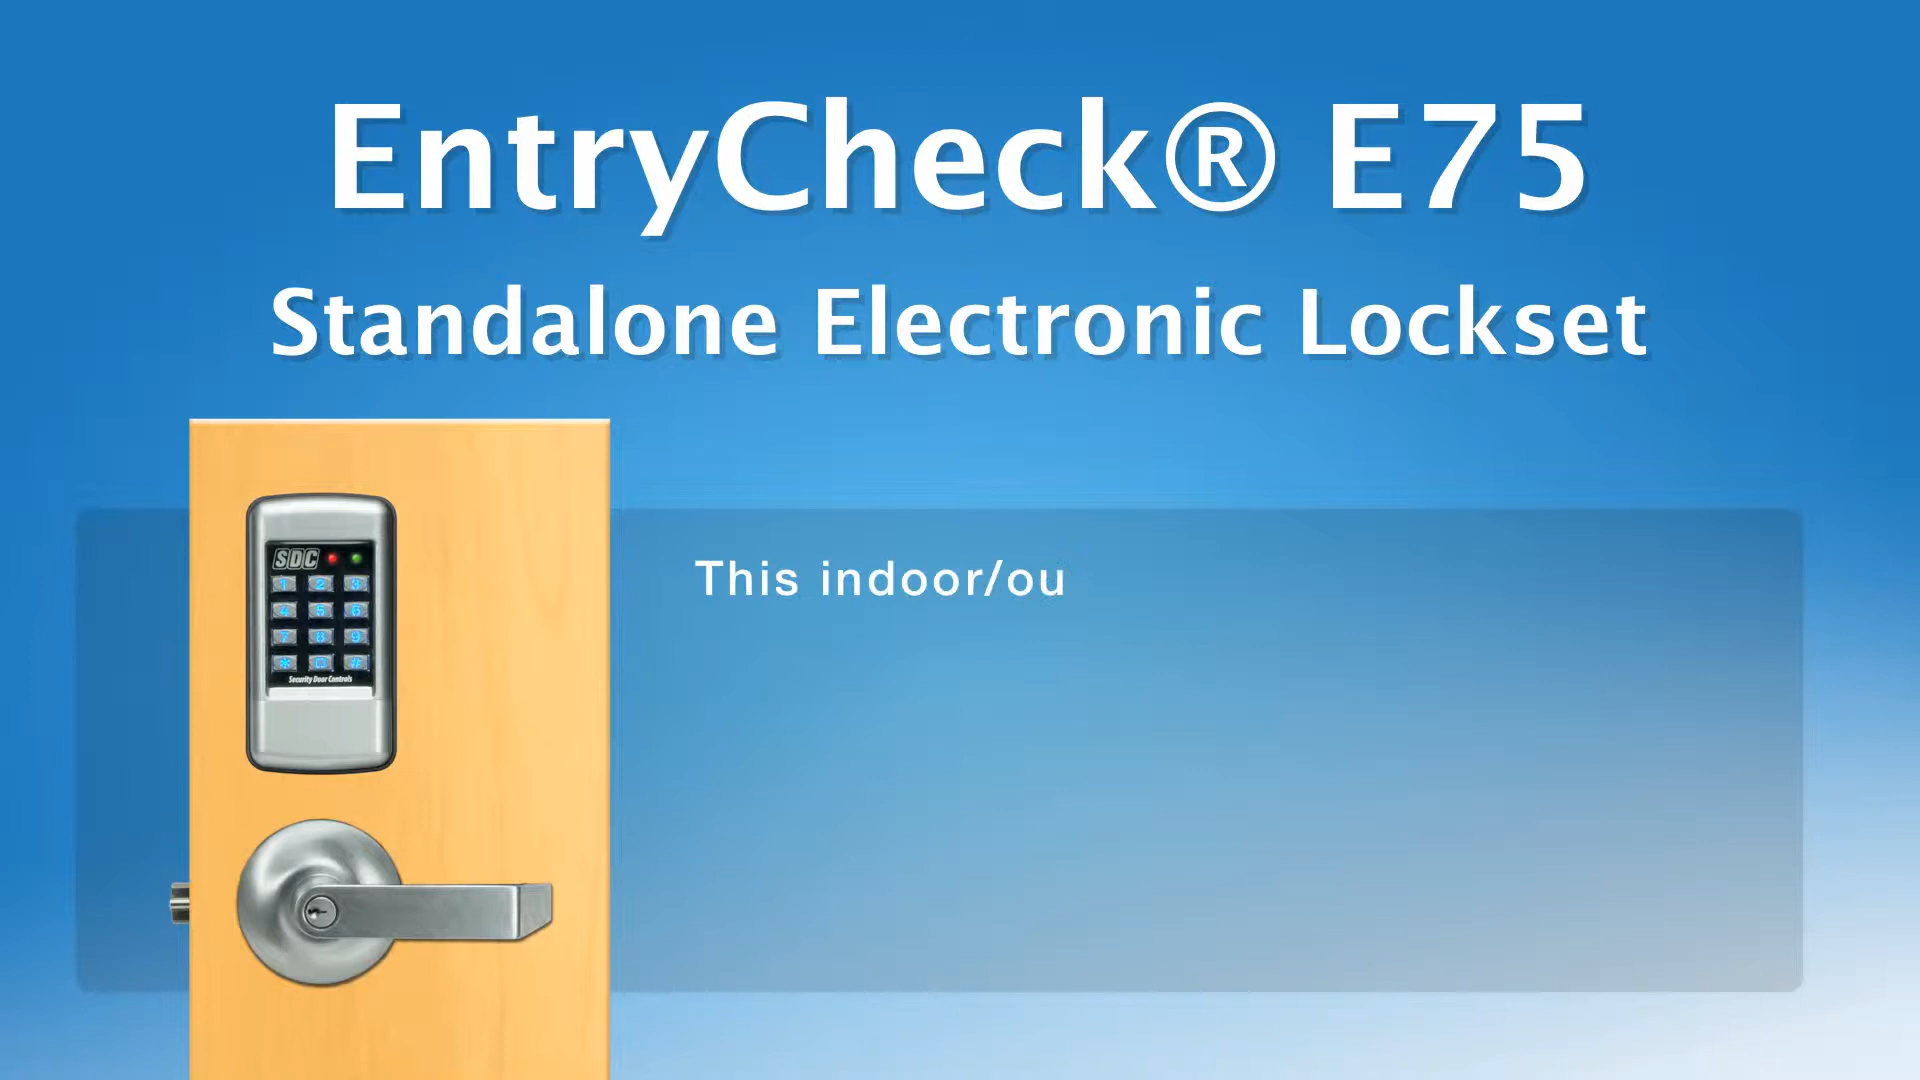 EntryCheck® E75
Standalone Electronic Lockset
This indoor/ou
SDC
1 2 3
4 5 6
7 8 9
* 0 #
Security Door Controls